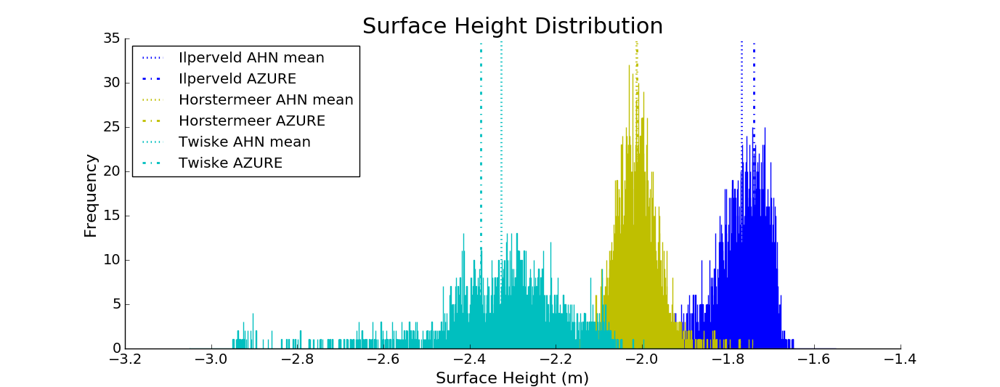 Surface Height Distribution
35
30
25
20
15
10
5
0
Frequency
Ilperveld AHN mean
Ilperveld AZURE
Horstermeer AHN mean
Horstermeer AZURE
Twiske AHN mean
Twiske AZURE
−3.2 −3.0 −2.8 −2.6 −2.4 −2.2 −2.0 −1.8 −1.6 −1.4
Surface Height (m)